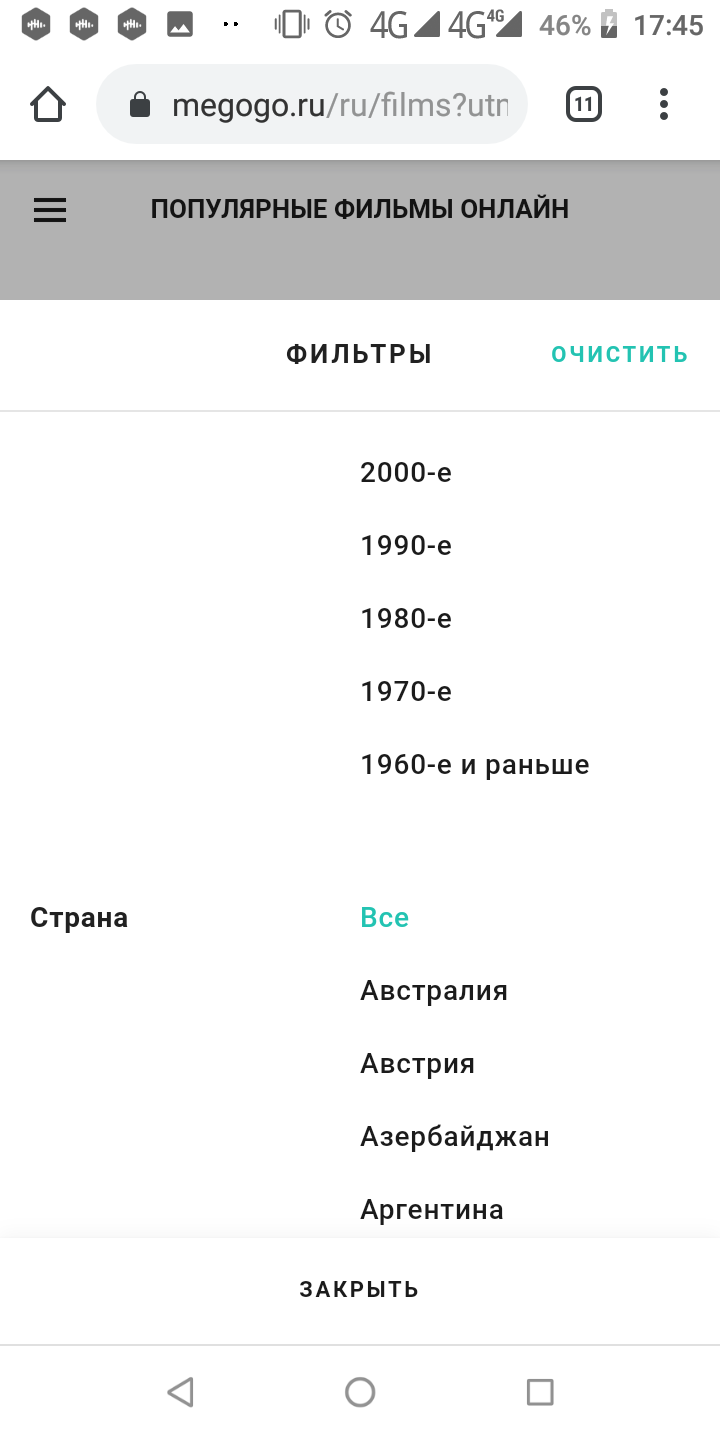 4G 4G 4G 46% 17:45
megogo.ru/ru/films?utm 11
ПОПУЛЯРНЫЕ ФИЛЬМЫ ОНЛАЙН
ФИЛЬТРЫ ОЧИСТИТЬ
2000-е
1990-е
1980-е
1970-е
1960-е и раньше
Страна Все
Австралия
Австрия
Азербайджан
Аргентина
ЗАКРЫТЬ